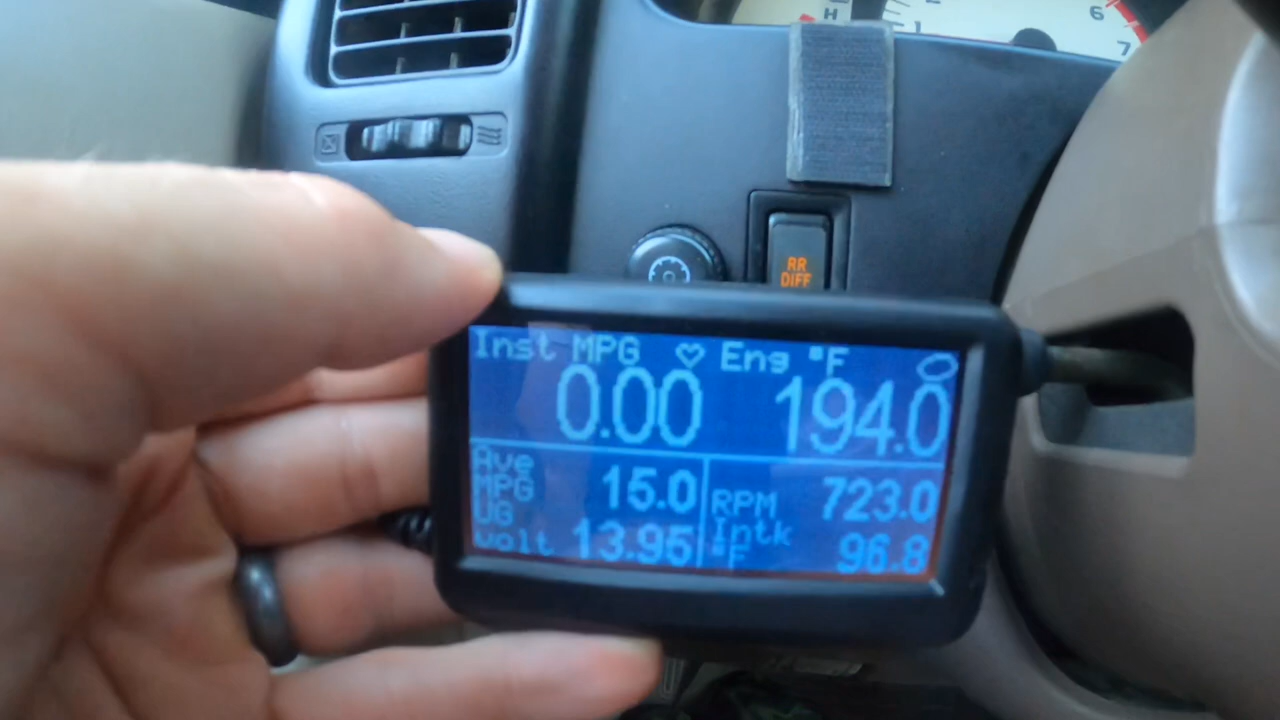 H
1
6
7
RR
DIFF
Inst MPG Eng °F
0.00 194.0
Ave
MPG 15.0
RPM 723.0
UG
volt 13.95
Intk
°F 96.8